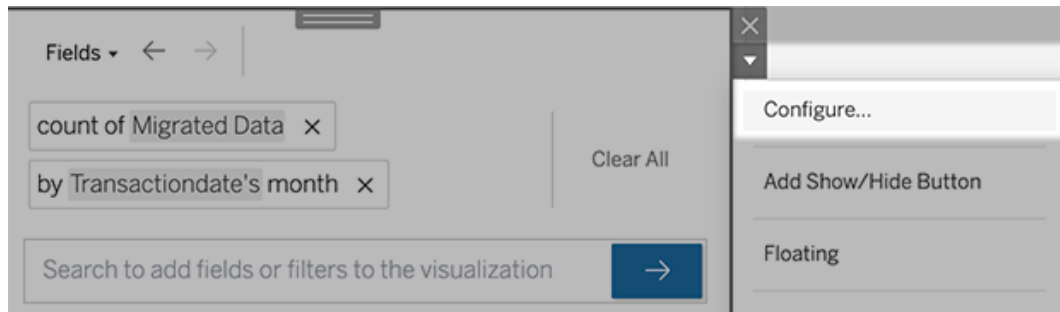 Fields
count of Migrated Data
by Transactiondate's month
Clear All
Search to add fields or filters to the visualization
Configure...
Add Show/Hide Button
Floating